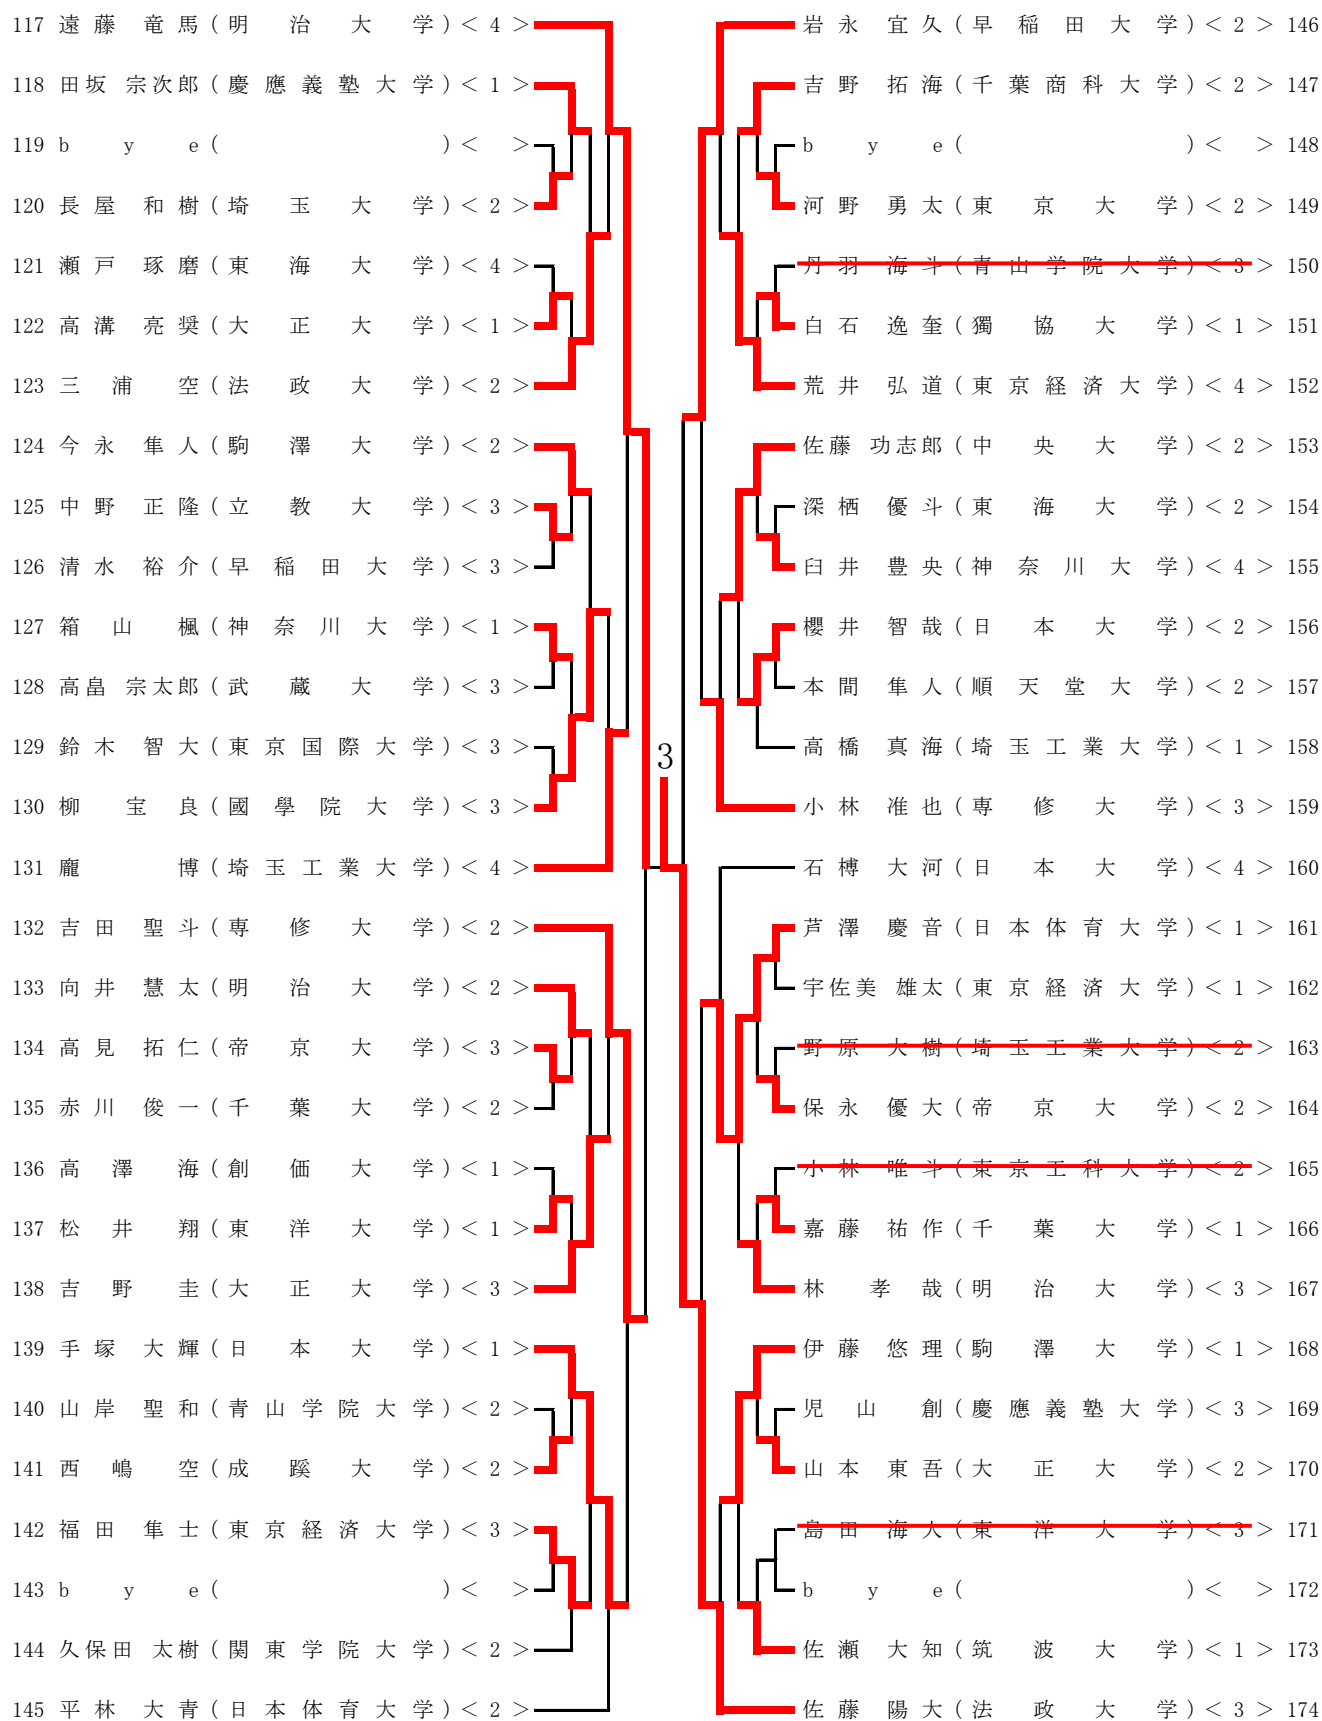 117 遠藤 竜馬 (明治大学) < 4 >
118 田坂 宗次郎 (慶應義塾大学) < 1 >
119 bye ( ) < >
120 長屋 和樹 (埼玉大学) < 2 >
121 瀬戸 琢磨 (東海大学) < 4 >
122 高溝 亮奨 (大正大学) < 1 >
123 三浦 空 (法政大学) < 2 >
124 今永 隼人 (駒澤大学) < 2 >
125 中野 正隆 (立教大学) < 3 >
126 清水 裕介 (早稲田大学) < 3 >
127 箱山 楓 (神奈川大学) < 1 >
128 高畠 宗太郎 (武蔵大学) < 3 >
129 鈴木 智大 (東京国際大学) < 3 >
130 柳 宝良 (國學院大学) < 3 >
131 龐 博 (埼玉工業大学) < 4 >
132 吉田 聖斗 (専修大学) < 2 >
133 向井 慧太 (明治大学) < 2 >
134 高見 拓仁 (帝京大学) < 3 >
135 赤川 俊一 (千葉大学) < 2 >
136 高澤 海 (創価大学) < 1 >
137 松井 翔 (東洋大学) < 1 >
138 吉野 圭 (大正大学) < 3 >
139 手塚 大輝 (日本大学) < 1 >
140 山岸 聖和 (青山学院大学) < 2 >
141 西嶋 空 (成蹊大学) < 2 >
142 福田 隼士 (東京経済大学) < 3 >
143 bye ( ) < >
144 久保田 太樹 (関東学院大学) < 2 >
145 平林 大青 (日本体育大学) < 2 >
3
岩永 宜久 (早稲田大学) < 2 > 146
吉野 拓海 (千葉商科大学) < 2 > 147
bye ( ) < > 148
河野 勇太 (東京大学) < 2 > 149
丹羽 海斗 (青山学院大学) < 3 > 150
白石 逸奎 (獨協大学) < 1 > 151
荒井 弘道 (東京経済大学) < 4 > 152
佐藤 功志郎 (中央大学) < 2 > 153
深栖 優斗 (東海大学) < 2 > 154
臼井 豊央 (神奈川大学) < 4 > 155
櫻井 智哉 (日本大学) < 2 > 156
本間 隼人 (順天堂大学) < 2 > 157
高橋 真海 (埼玉工業大学) < 1 > 158
小林 准也 (専修大学) < 3 > 159
石榑 大河 (日本大学) < 4 > 160
芦澤 慶音 (日本体育大学) < 1 > 161
宇佐美 雄太 (東京経済大学) < 1 > 162
野原 大樹 (埼玉工業大学) < 2 > 163
保永 優大 (帝京大学) < 2 > 164
小林 唯斗 (東京工科大学) < 2 > 165
嘉藤 祐作 (千葉大学) < 1 > 166
林 孝哉 (明治大学) < 3 > 167
伊藤 悠理 (駒澤大学) < 1 > 168
児山 創 (慶應義塾大学) < 3 > 169
山本 東吾 (大正大学) < 2 > 170
島田 海人 (東洋大学) < 3 > 171
bye ( ) < > 172
佐瀬 大知 (筑波大学) < 1 > 173
佐藤 陽大 (法政大学) < 3 > 174